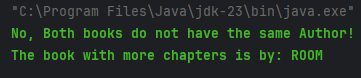 "C:\Program Files\Java\jdk-23\bin\java.exe"
No, Both books do not have the same Author!
The book with more chapters is by: ROOM